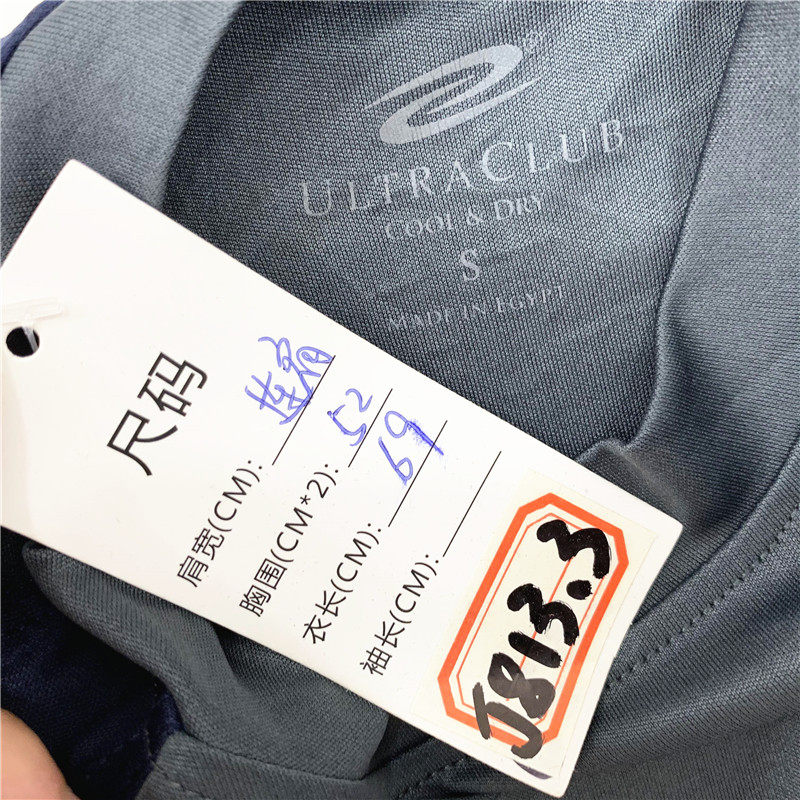 ULTRACLUB
COOL & DRY
S
MADE IN EGYPT
尺码
肩宽(CM): 连肩
胸围(CM*2): 52
衣长(CM): 69
袖长(CM):
J813.3